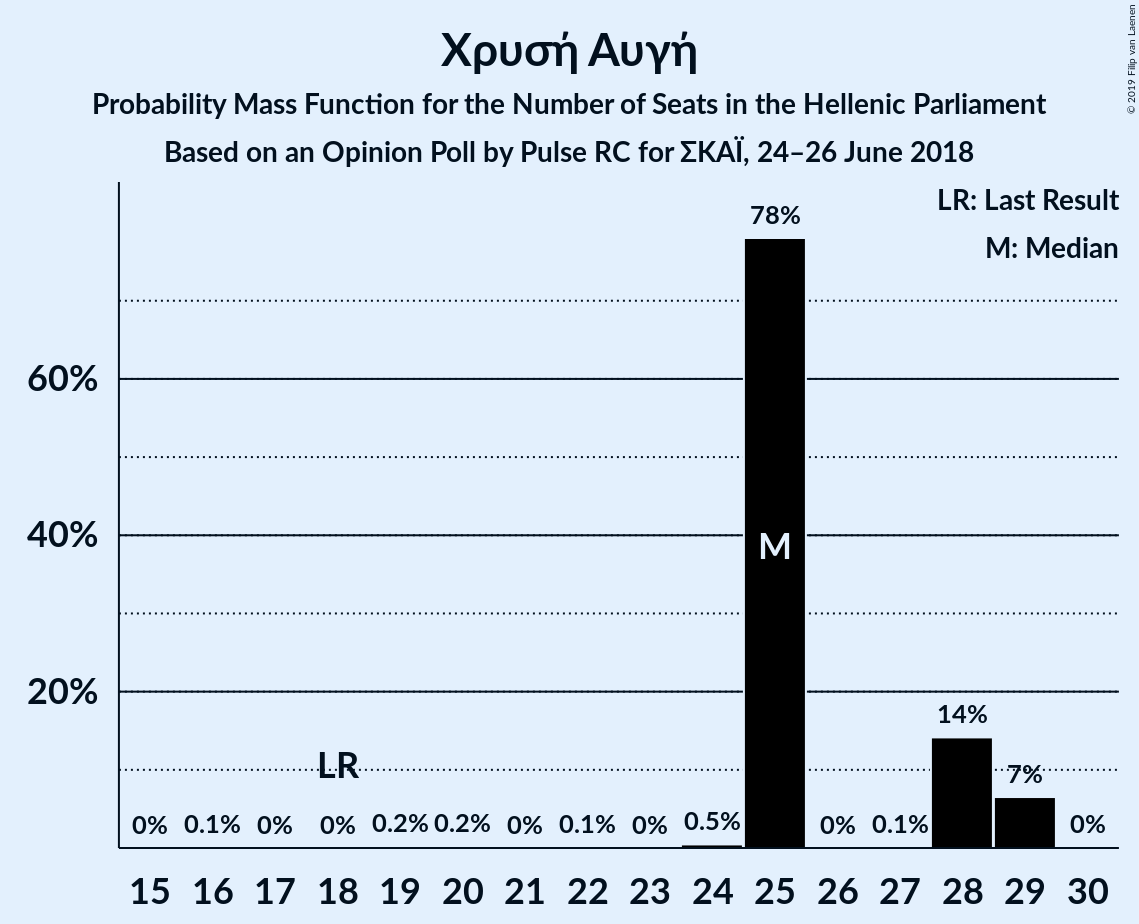 Χρυσή Αυγή
Probability Mass Function for the Number of Seats in the Hellenic Parliament
Based on an Opinion Poll by Pulse RC for ΣΚΑΪ, 24–26 June 2018
© 2019 Filip van Laenen
LR: Last Result
M: Median
78%
60%
40%
M
20%
14%
LR
7%
0% 0.1% 0% 0% 0.2% 0.2% 0% 0.1% 0% 0.5% 0% 0.1% 0%
15 16 17 18 19 20 21 22 23 24 25 26 27 28 29 30